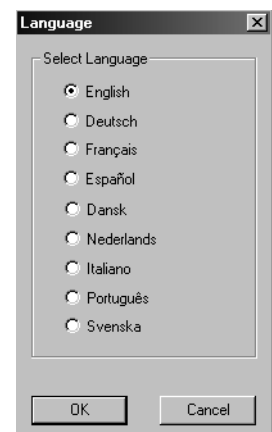 Language
Select Language
English
Deutsch
Français
Español
Dansk
Nederlands
Italiano
Português
Svenska
OK Cancel